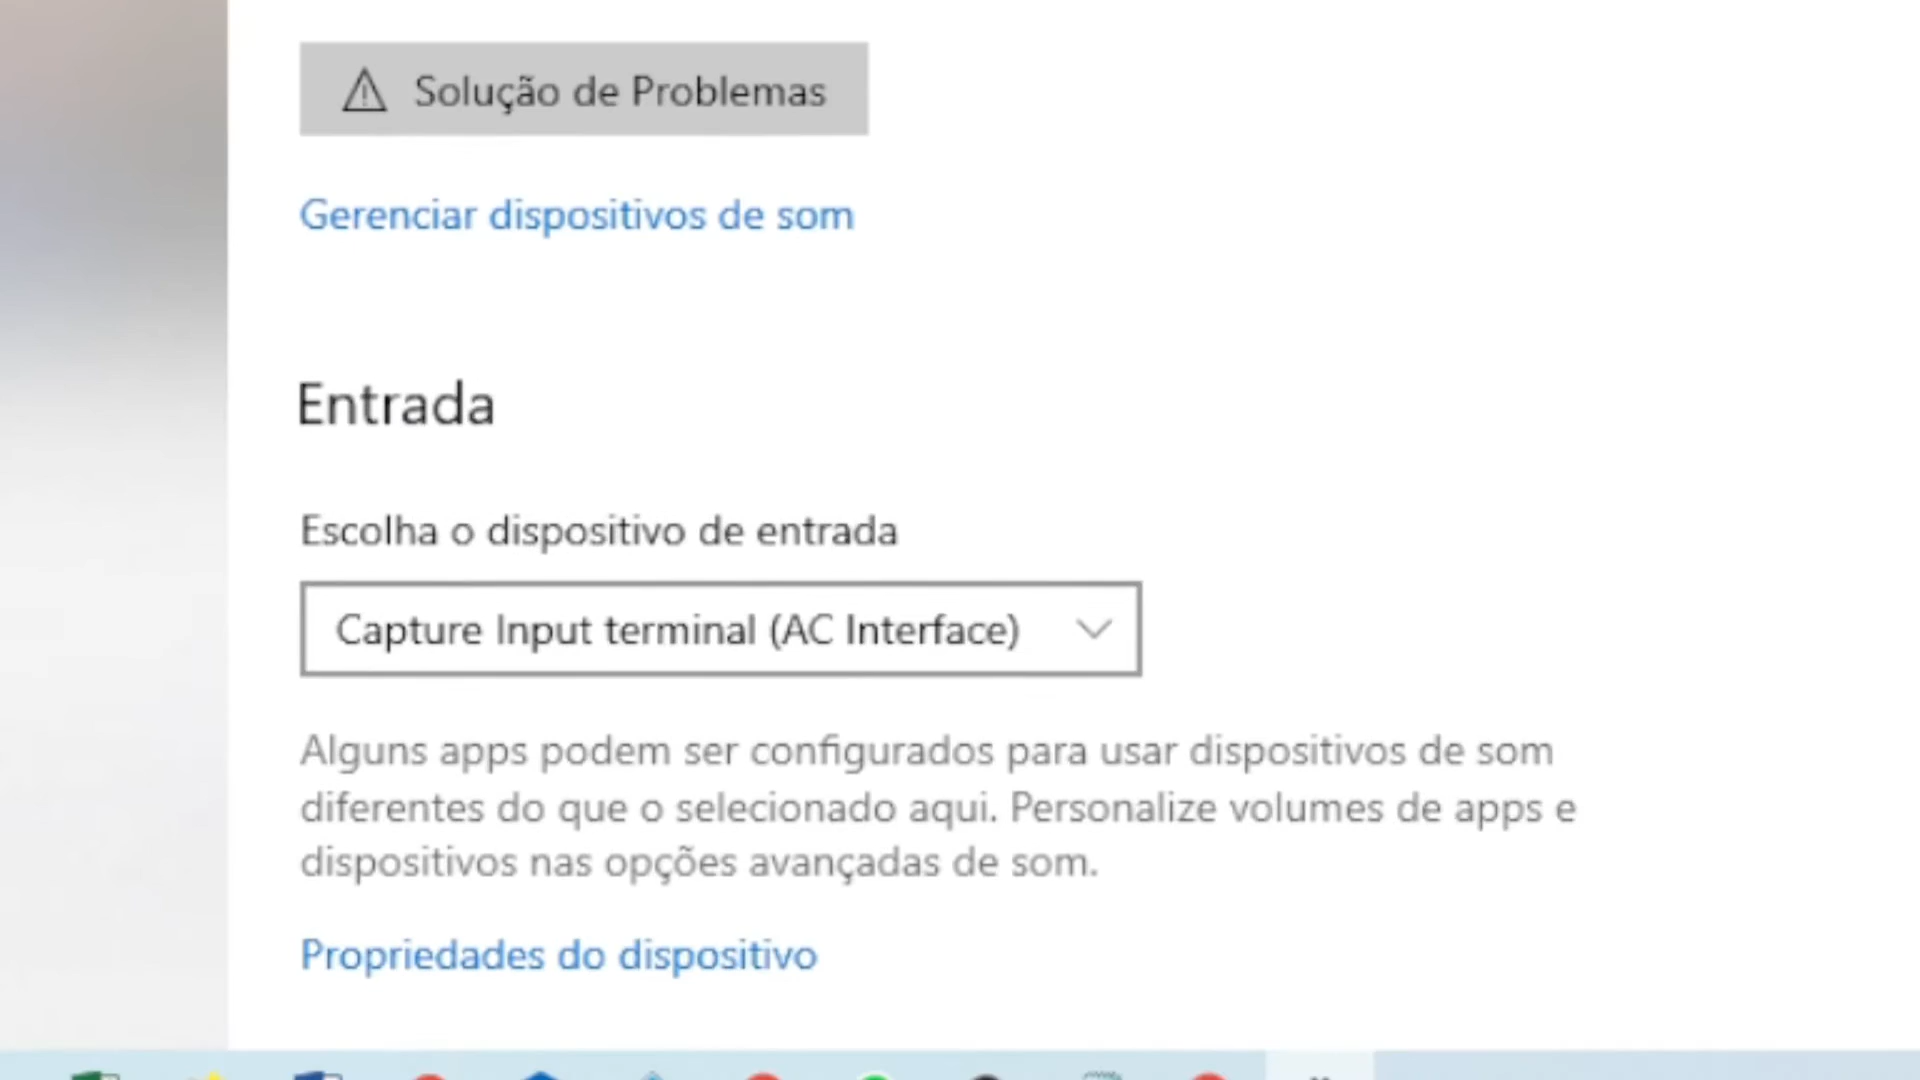 Solução de Problemas
Gerenciar dispositivos de som
Entrada
Escolha o dispositivo de entrada
Capture Input terminal (AC Interface)
Alguns apps podem ser configurados para usar dispositivos de som
diferentes do que o selecionado aqui. Personalize volumes de apps e
dispositivos nas opções avançadas de som.
Propriedades do dispositivo